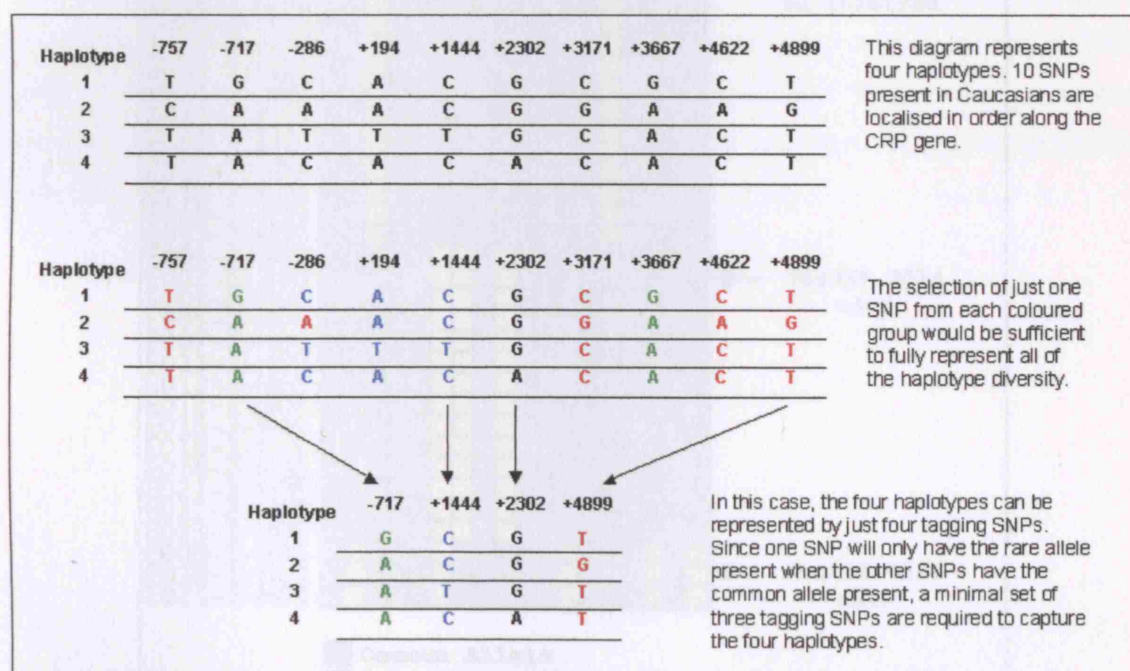 Haplotype -757 -717 -286 +194 +1444 +2302 +3171 +3667 +4622 +4899
1 T G C A C G C G C T
2 C A A A C G G A A G
3 T A T T T G C A C T
4 T A C A C A C A C T
This diagram represents
four haplotypes. 10 SNPs
present in Caucasians are
localised in order along the
CRP gene.
Haplotype -757 -717 -286 +194 +1444 +2302 +3171 +3667 +4622 +4899
1 T G C A C G C G C T
2 C A A A C G G A A G
3 T A T T T G C A C T
4 T A C A C A C A C T
The selection of just one
SNP from each coloured
group would be sufficient
to fully represent all of
the haplotype diversity.
Haplotype -717 +1444 +2302 +4899
1 G C G T
2 A C G G
3 A T G T
4 A C A T
In this case, the four haplotypes can be
represented by just four tagging SNPs.
Since one SNP will only have the rare allele
present when the other SNPs have the
common allele present, a minimal set of
three tagging SNPs are required to capture
the four haplotypes.
Common Allele